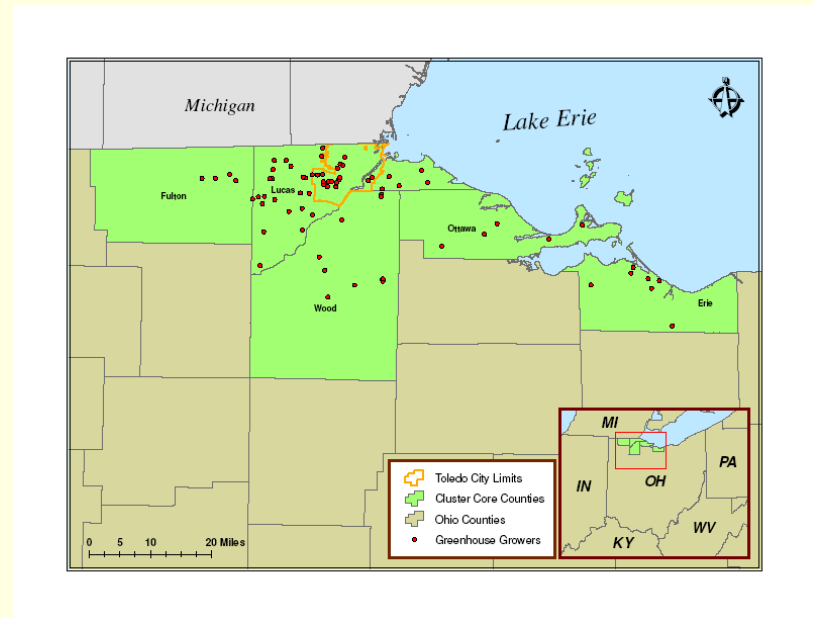 Michigan
Lake Erie
Fulton
Lucas
Ottawa
Wood
Erie
MI
PA
IN
OH
WV
KY
Toledo City Limits
Cluster Core Counties
Ohio Counties
Greenhouse Growers
0 5 10 20 Miles